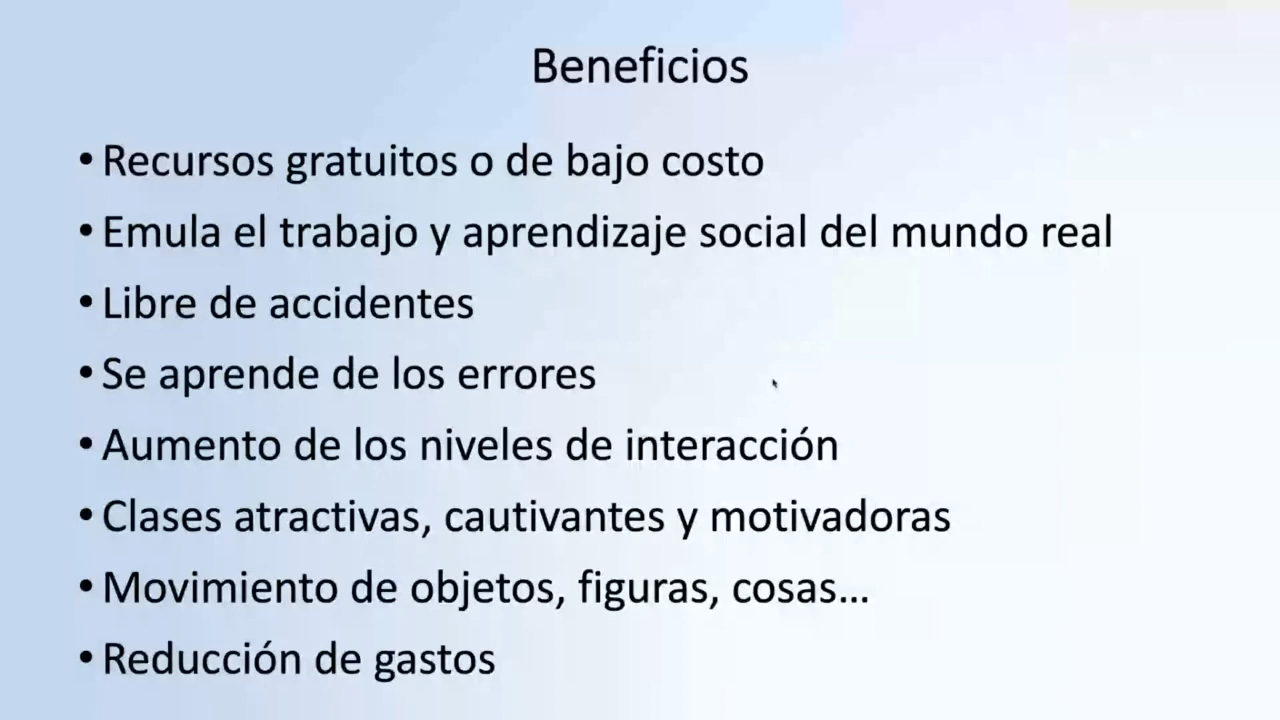 Beneficios
• Recursos gratuitos o de bajo costo
• Emula el trabajo y aprendizaje social del mundo real
• Libre de accidentes
• Se aprende de los errores
• Aumento de los niveles de interacción
• Clases atractivas, cautivantes y motivadoras
• Movimiento de objetos, figuras, cosas...
• Reducción de gastos